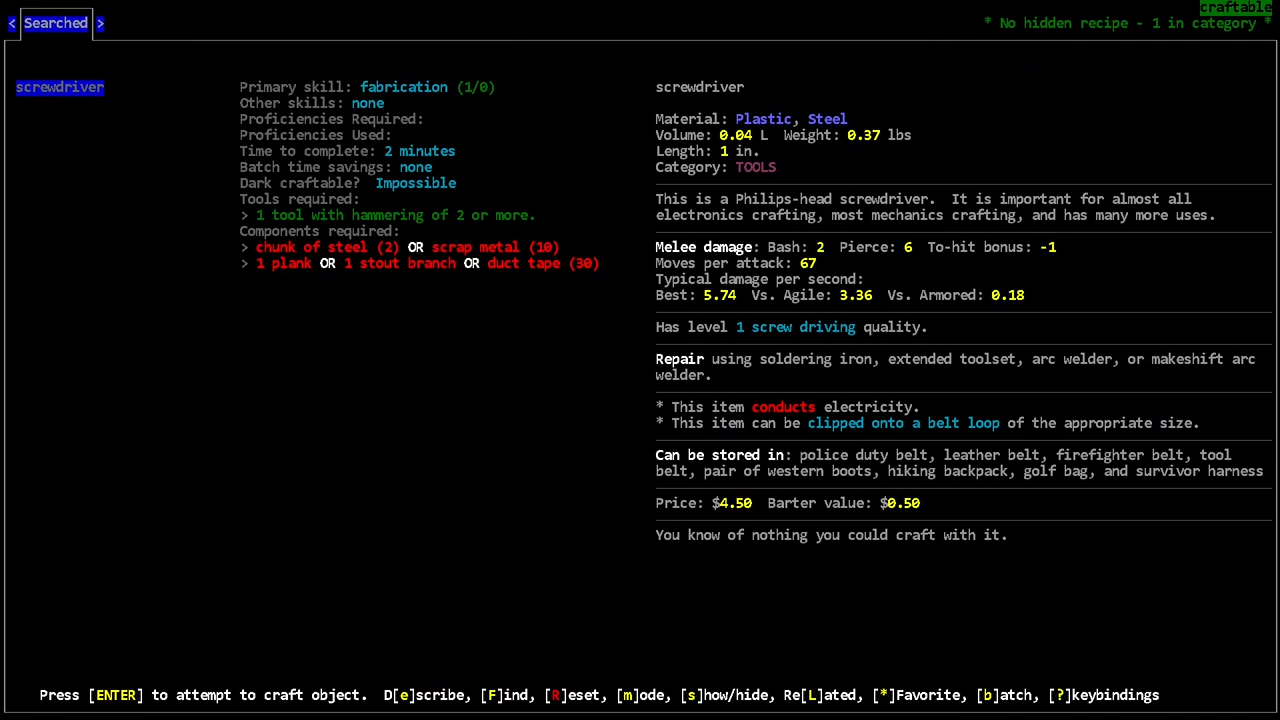 craftable
< Searched >
* No hidden recipe - 1 in category *
screwdriver
Primary skill: fabrication (1/0)
Other skills: none
Proficiencies Required:
Proficiencies Used:
Time to complete: 2 minutes
Batch time savings: none
Dark craftable? Impossible
Tools required:
> 1 tool with hammering of 2 or more.
Components required:
> chunk of steel (2) OR scrap metal (10)
> 1 plank OR 1 stout branch OR duct tape (30)
screwdriver
Material: Plastic, Steel
Volume: 0.04 L Weight: 0.37 lbs
Length: 1 in.
Category: TOOLS
This is a Philips-head screwdriver. It is important for almost all
electronics crafting, most mechanics crafting, and has many more uses.
Melee damage: Bash: 2 Pierce: 6 To-hit bonus: -1
Moves per attack: 67
Typical damage per second:
Best: 5.74 Vs. Agile: 3.36 Vs. Armored: 0.18
Has level 1 screw driving quality.
Repair using soldering iron, extended toolset, arc welder, or makeshift arc
welder.
* This item conducts electricity.
* This item can be clipped onto a belt loop of the appropriate size.
Can be stored in: police duty belt, leather belt, firefighter belt, tool
belt, pair of western boots, hiking backpack, golf bag, and survivor harness
Price: $4.50 Barter value: $0.50
You know of nothing you could craft with it.
Press [ENTER] to attempt to craft object. D[e]scribe, [F]ind, [R]eset, [m]ode, [s]how/hide, Re[L]ated, [*]Favorite, [b]atch, [?]keybindings